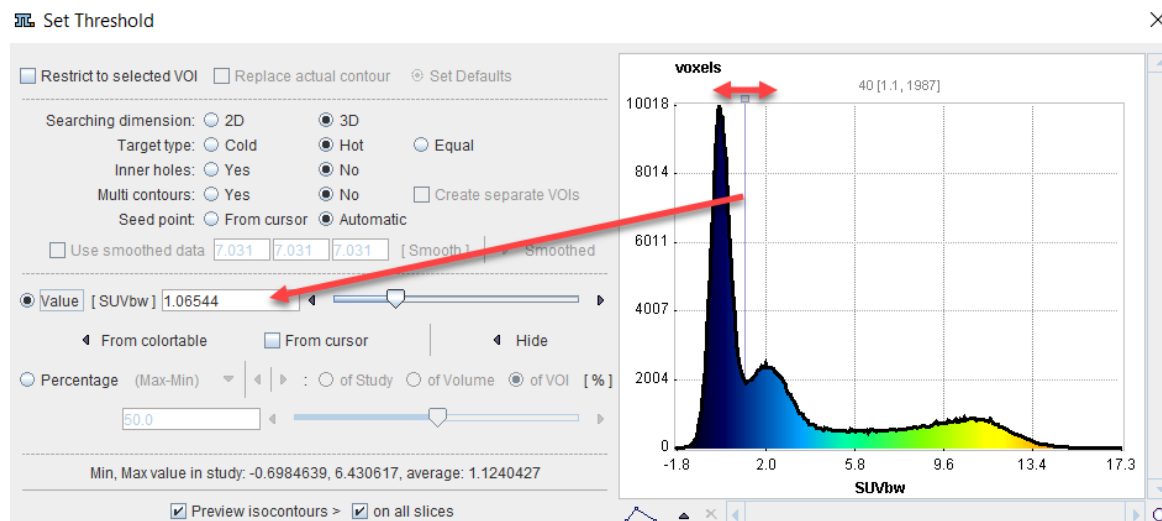 Set Threshold
Restrict to selected VOI Replace actual contour Set Defaults
Searching dimension: 2D 3D
Target type: Cold Hot Equal
Inner holes: Yes No
Multi contours: Yes No Create separate VOIs
Seed point: From cursor Automatic
Use smoothed data 7.031 7.031 7.031 [ Smooth ] Smoothed
Value [ SUVbw ] 1.06544
From colortable From cursor Hide
Percentage (Max-Min) : of Study of Volume of VOI [ % ]
50.0
Min, Max value in study: -0.6984639, 6.430617, average: 1.1240427
Preview isocontours > on all slices
voxels
40 [1.1, 1987]
10018
8014
6011
4007
2004
0
-1.8 2.0 5.8 9.6 13.4 17.3
SUVbw